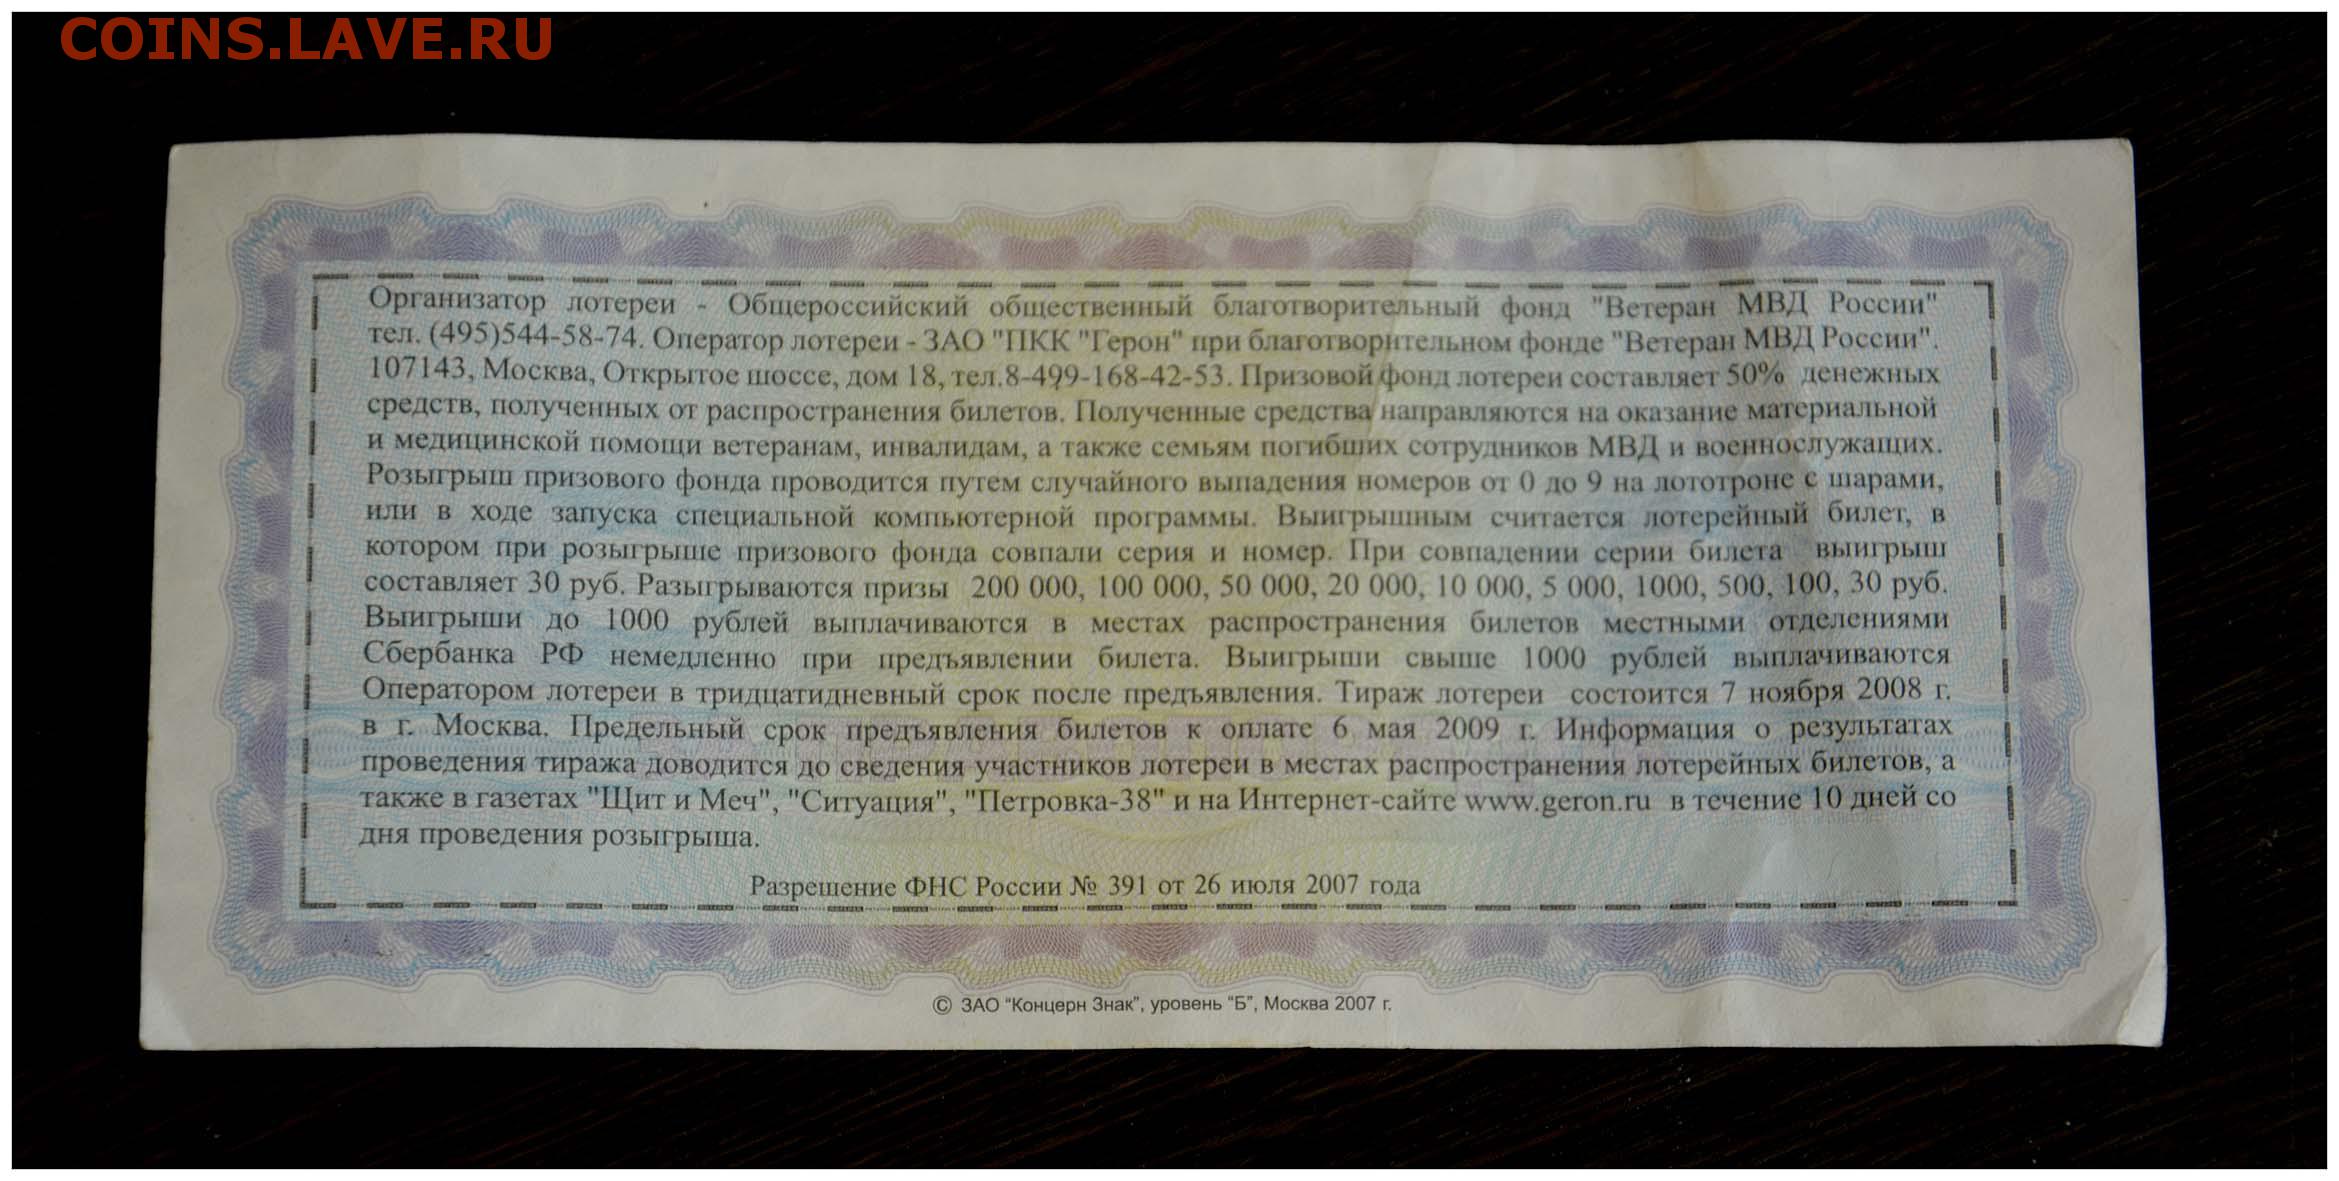 COINS.LAVE.RU
Организатор лотереи - Общероссийский общественный благотворительный фонд "Ветеран МВД России"
тел. (495)544-58-74. Оператор лотереи - ЗАО "ПКК "Герон" при благотворительном фонде "Ветеран МВД России".
107143, Москва, Открытое шоссе, дом 18, тел.8-499-168-42-53. Призовой фонд лотереи составляет 50% денежных
средств, полученных от распространения билетов. Полученные средства направляются на оказание материальной
и медицинской помощи ветеранам, инвалидам, а также семьям погибших сотрудников МВД и военнослужащих.
Розыгрыш призового фонда проводится путем случайного выпадения номеров от 0 до 9 на лототроне с шарами,
или в ходе запуска специальной компьютерной программы. Выигрышным считается лотерейный билет, в
котором при розыгрыше призового фонда совпали серия и номер. При совпадении серии билета выигрыш
составляет 30 руб. Разыгрываются призы 200 000, 100 000, 50 000, 20 000, 10 000, 5 000, 1000, 500, 100, 30 руб.
Выигрыши до 1000 рублей выплачиваются в местах распространения билетов местными отделениями
Сбербанка РФ немедленно при предъявлении билета. Выигрыши свыше 1000 рублей выплачиваются
Оператором лотереи в тридцатидневный срок после предъявления. Тираж лотереи состоится 7 ноября 2008 г.
в г. Москва. Предельный срок предъявления билетов к оплате 6 мая 2009 г. Информация о результатах
проведения тиража доводится до сведения участников лотереи в местах распространения лотерейных билетов, а
также в газетах "Щит и Меч", "Ситуация", "Петровка-38" и на Интернет-сайте www.geron.ru в течение 10 дней со
дня проведения розыгрыша.
Разрешение ФНС России № 391 от 26 июля 2007 года
© ЗАО "Концерн Знак", уровень "Б", Москва 2007 г.